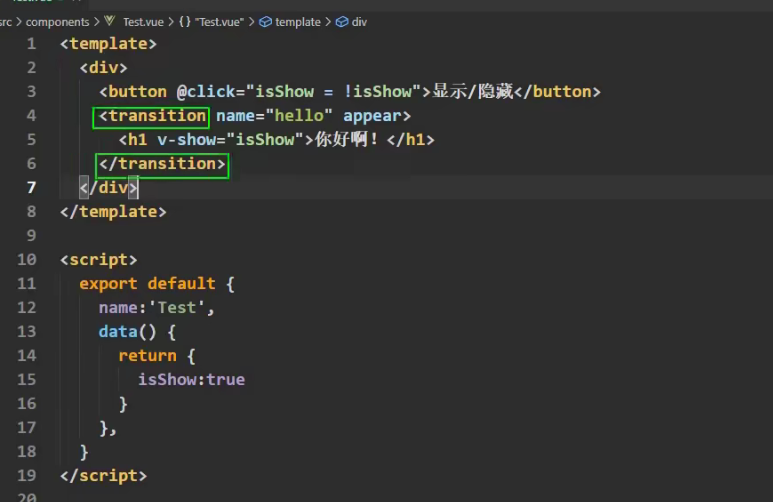 src > components > Test.vue > {} "Test.vue" > template > div
1 <template>
2 <div>
3 <button @click="isShow = !isShow">显示/隐藏</button>
4 <transition name="hello" appear>
5 <h1 v-show="isShow">你好啊！</h1>
6 </transition>
7 </div>
8 </template>
9
10 <script>
11 export default {
12 name:'Test',
13 data() {
14 return {
15 isShow:true
16 }
17 },
18 }
19 </script>
20